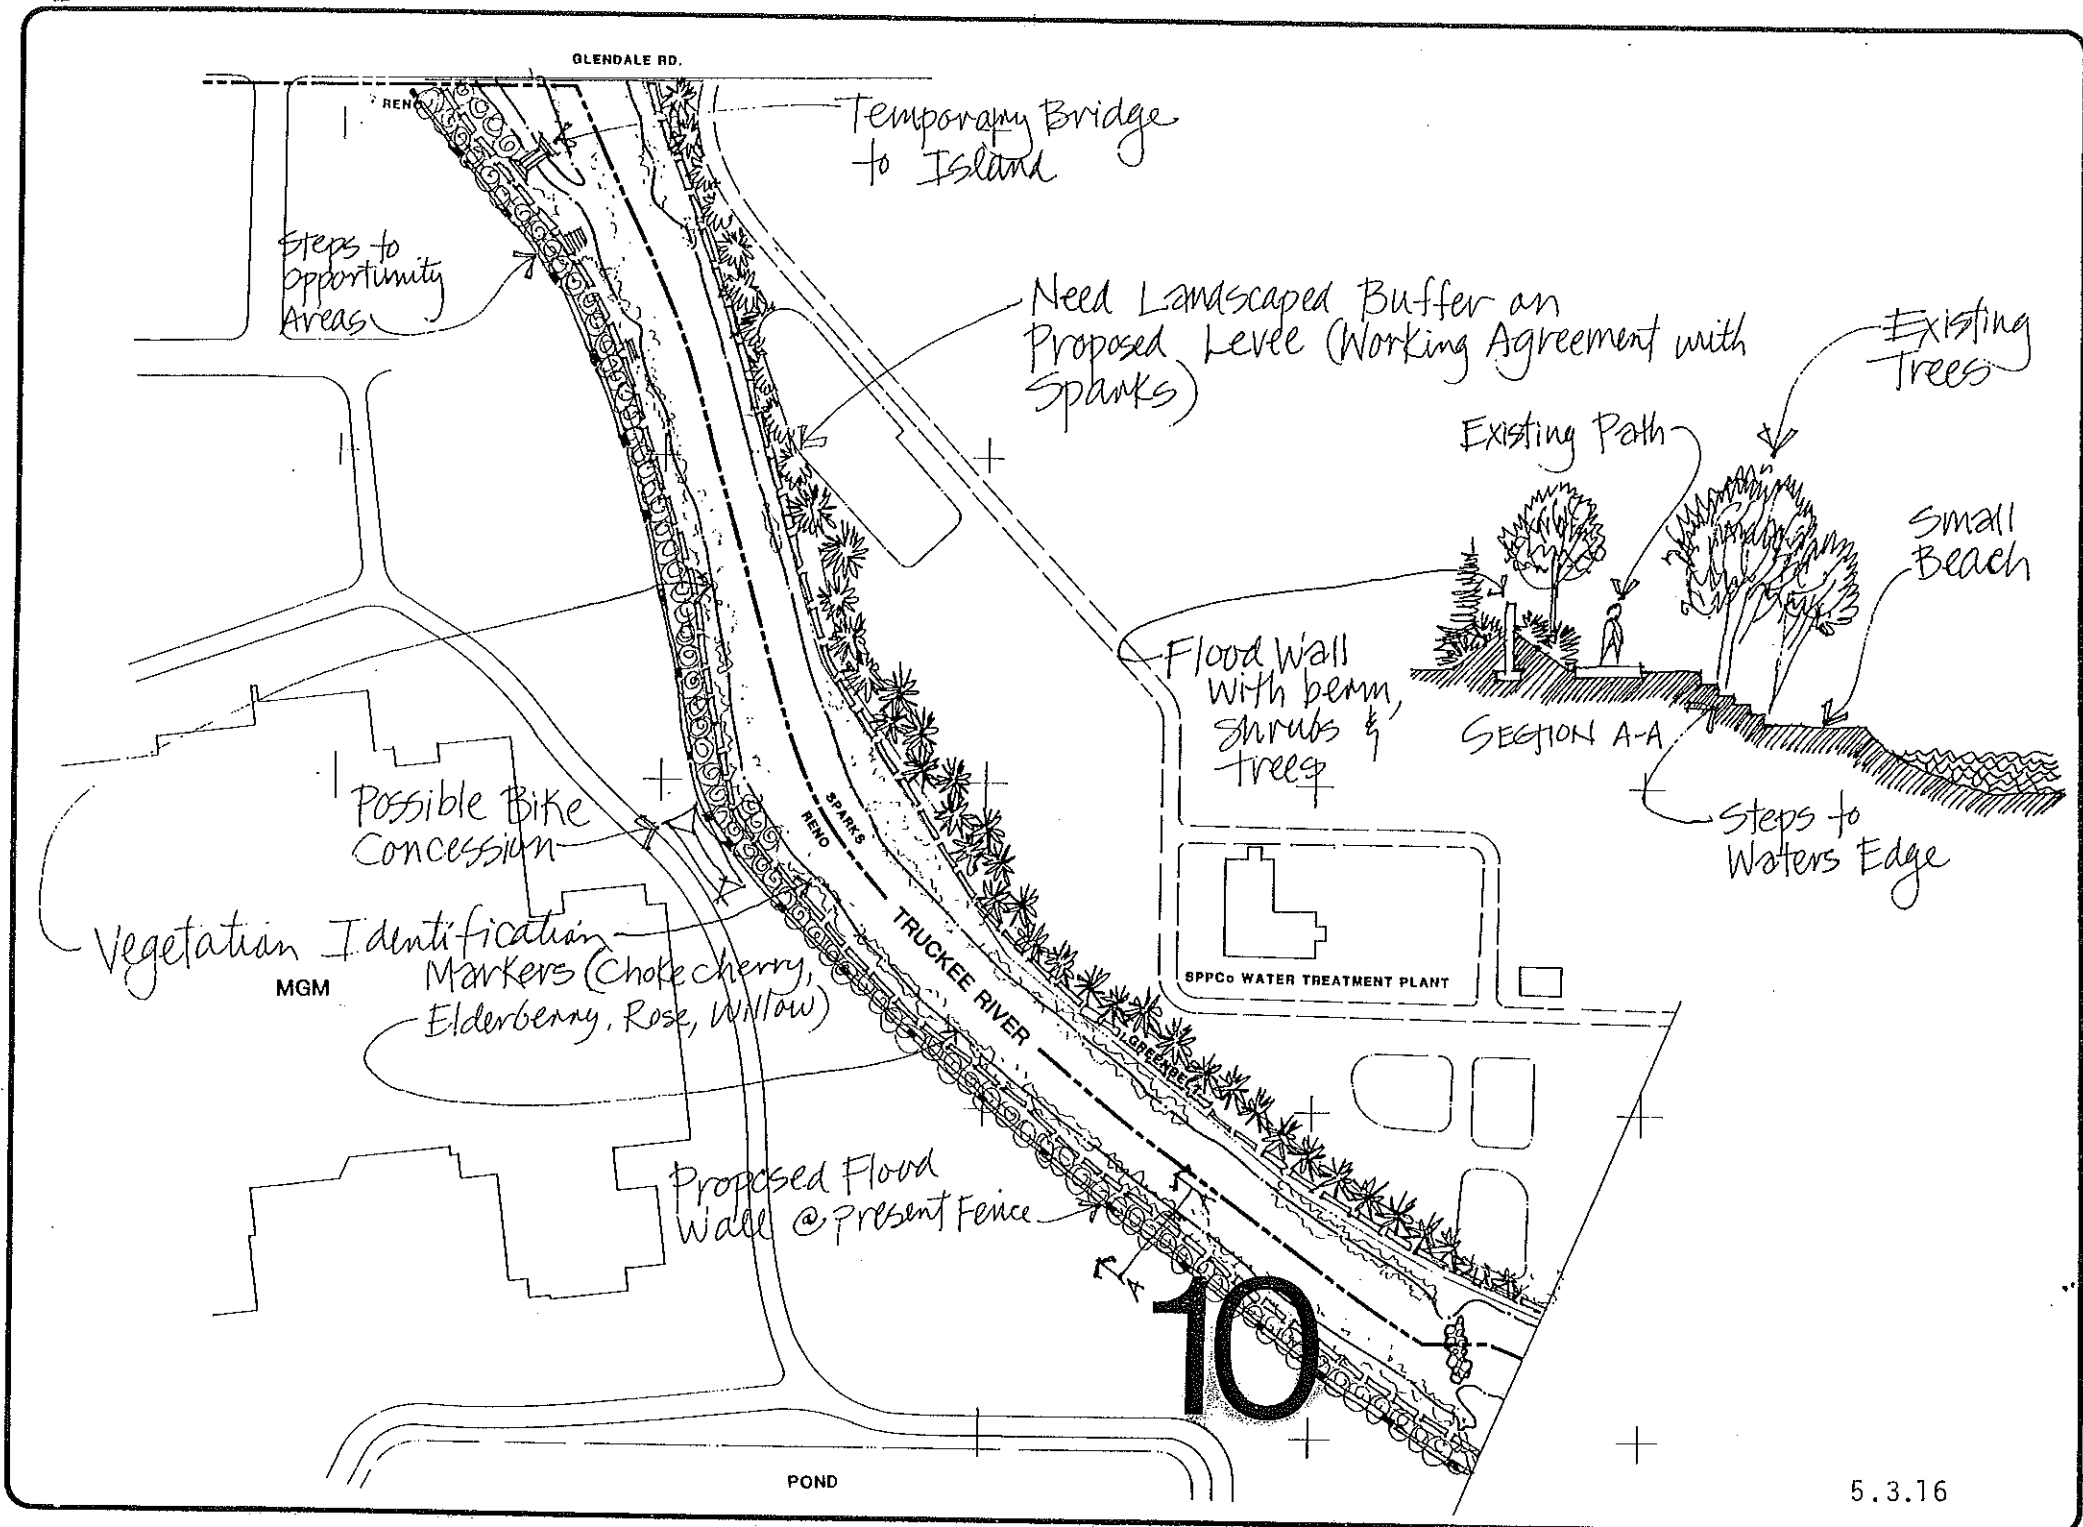 GLENDALE RD.
RENO
Temporary Bridge
to Island
Steps to
Opportunity
Areas
Need Landscaped Buffer on
Proposed Levee (Working Agreement with
Sparks)
Existing
Trees
Existing Path
Small
Beach
Flood Wall
with berm,
shrubs &
trees
SECTION A-A
Steps to
Waters Edge
Possible Bike
Concession
SPARKS
RENO
Vegetation Identification
Markers (Chokecherry,
Elderberry, Rose, Willow)
MGM
TRUCKEE RIVER
SPPCo WATER TREATMENT PLANT
GREENBELT
Proposed Flood
Wall @ present Fence
A
A
10
POND
5.3.16